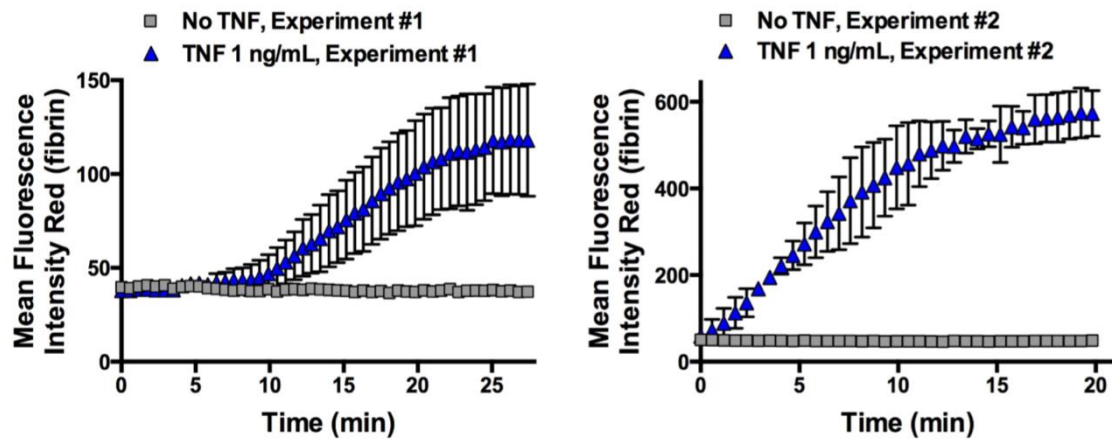 No TNF, Experiment #1
TNF 1 ng/mL, Experiment #1
150
100
50
0
Mean Fluorescence
Intensity Red (fibrin)
0 5 10 15 20 25
Time (min)
No TNF, Experiment #2
TNF 1 ng/mL, Experiment #2
600
400
200
0
Mean Fluorescence
Intensity Red (fibrin)
0 5 10 15 20
Time (min)